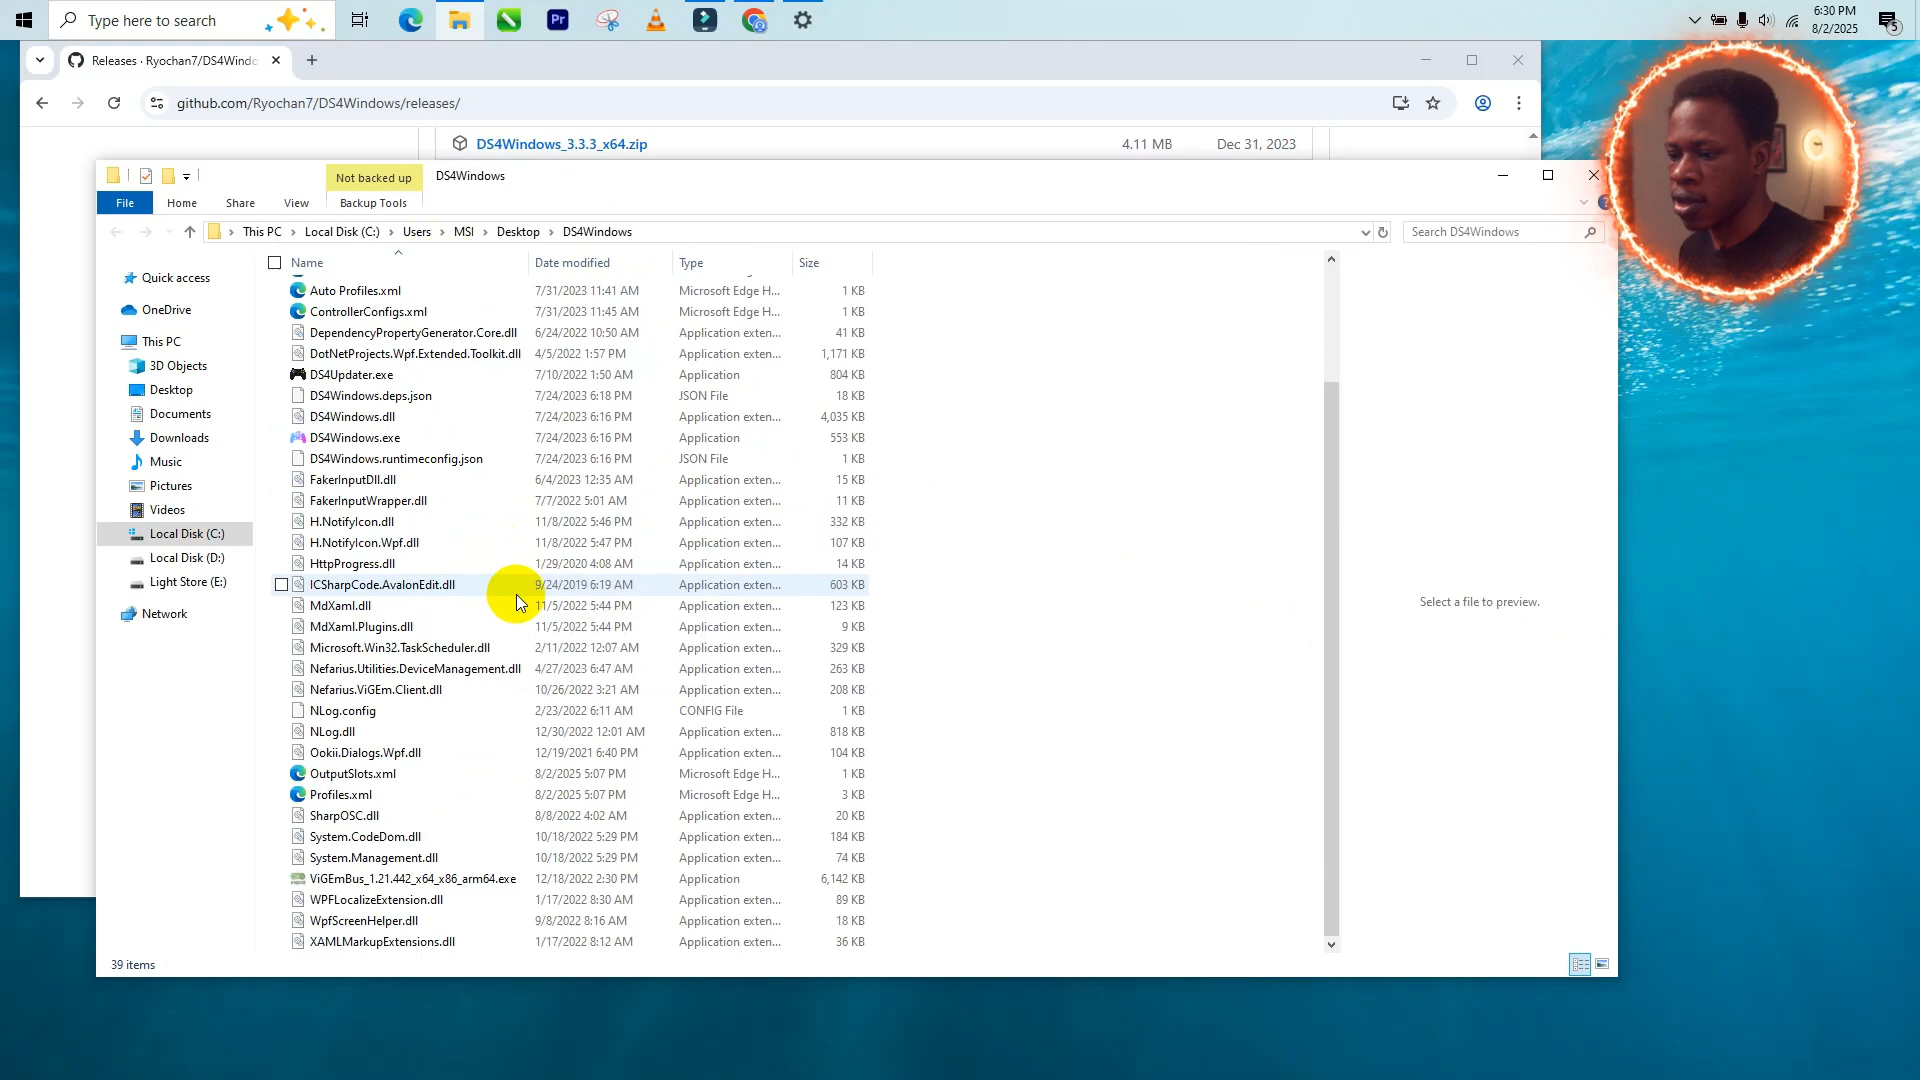 Type here to search
6:30 PM
8/2/2025
5
Pr
Releases · Ryochan7/DS4Windo
github.com/Ryochan7/DS4Windows/releases/
DS4Windows_3.3.3_x64.zip 4.11 MB Dec 31, 2023
Not backed up DS4Windows
File Home Share View Backup Tools
This PC Local Disk (C:) Users MSI Desktop DS4Windows Search DS4Windows
Name Date modified Type Size
Quick access
OneDrive
This PC
3D Objects
Desktop
Documents
Downloads
Music
Pictures
Videos
Local Disk (C:)
Local Disk (D:)
Light Store (E:)
Network
Auto Profiles.xml 7/31/2023 11:41 AM Microsoft Edge H... 1 KB
ControllerConfigs.xml 7/31/2023 11:45 AM Microsoft Edge H... 1 KB
DependencyPropertyGenerator.Core.dll 6/24/2022 10:50 AM Application exten... 41 KB
DotNetProjects.Wpf.Extended.Toolkit.dll 4/5/2022 1:57 PM Application exten... 1,171 KB
DS4Updater.exe 7/10/2022 1:50 AM Application 804 KB
DS4Windows.deps.json 7/24/2023 6:18 PM JSON File 18 KB
DS4Windows.dll 7/24/2023 6:16 PM Application exten... 4,035 KB
DS4Windows.exe 7/24/2023 6:16 PM Application 553 KB
DS4Windows.runtimeconfig.json 7/24/2023 6:16 PM JSON File 1 KB
FakerInputDll.dll 6/4/2023 12:35 AM Application exten... 15 KB
FakerInputWrapper.dll 7/7/2022 5:01 AM Application exten... 11 KB
H.NotifyIcon.dll 11/8/2022 5:46 PM Application exten... 332 KB
H.NotifyIcon.Wpf.dll 11/8/2022 5:47 PM Application exten... 107 KB
HttpProgress.dll 1/29/2020 4:08 AM Application exten... 14 KB
ICSharpCode.AvalonEdit.dll 9/24/2019 6:19 AM Application exten... 603 KB
MdXaml.dll 11/5/2022 5:44 PM Application exten... 123 KB
MdXaml.Plugins.dll 11/5/2022 5:44 PM Application exten... 9 KB
Microsoft.Win32.TaskScheduler.dll 2/11/2022 12:07 AM Application exten... 329 KB
Nefarius.Utilities.DeviceManagement.dll 4/27/2023 6:47 AM Application exten... 263 KB
Nefarius.ViGEm.Client.dll 10/26/2022 3:21 AM Application exten... 208 KB
NLog.config 2/23/2022 6:11 AM CONFIG File 1 KB
NLog.dll 12/30/2022 12:01 AM Application exten... 818 KB
Ookii.Dialogs.Wpf.dll 12/19/2021 6:40 PM Application exten... 104 KB
OutputSlots.xml 8/2/2025 5:07 PM Microsoft Edge H... 1 KB
Profiles.xml 8/2/2025 5:07 PM Microsoft Edge H... 3 KB
SharpOSC.dll 8/8/2022 4:02 AM Application exten... 20 KB
System.CodeDom.dll 10/18/2022 5:29 PM Application exten... 184 KB
System.Management.dll 10/18/2022 5:29 PM Application exten... 74 KB
ViGEmBus_1.21.442_x64_x86_arm64.exe 12/18/2022 2:30 PM Application 6,142 KB
WPFLocalizeExtension.dll 1/17/2022 8:30 AM Application exten... 89 KB
WpfScreenHelper.dll 9/8/2022 8:16 AM Application exten... 18 KB
XAMLMarkupExtensions.dll 1/17/2022 8:12 AM Application exten... 36 KB
Select a file to preview.
39 items